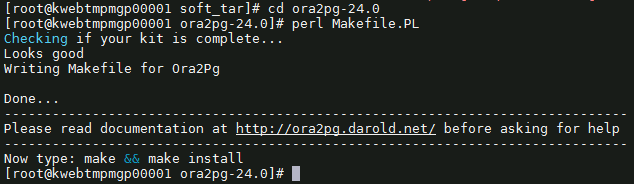 [root@kwebtmpmgp00001 soft_tar]# cd ora2pg-24.0
[root@kwebtmpmgp00001 ora2pg-24.0]# perl Makefile.PL
Checking if your kit is complete...
Looks good
Writing Makefile for Ora2Pg
Done...
------------------------------------------------------------------------------
Please read documentation at http://ora2pg.darold.net/ before asking for help
------------------------------------------------------------------------------
Now type: make && make install
[root@kwebtmpmgp00001 ora2pg-24.0]#